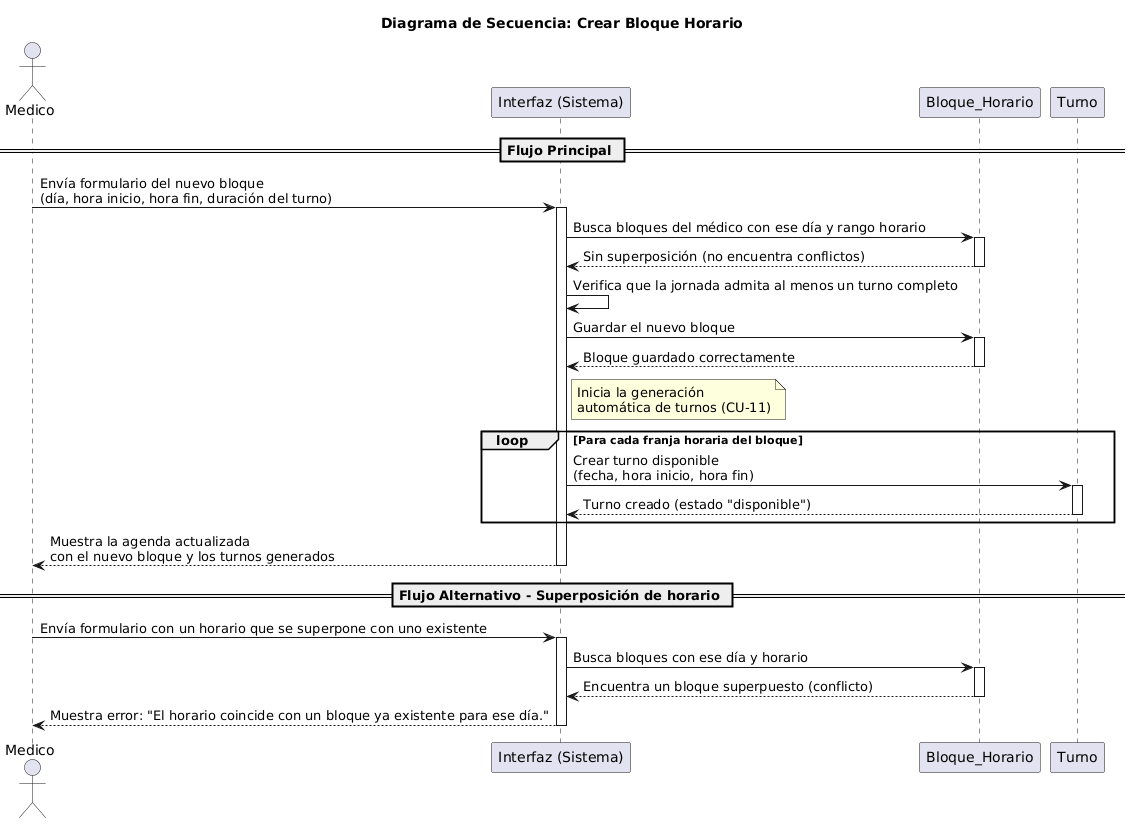 Diagrama de Secuencia: Crear Bloque Horario
Medico
Interfaz (Sistema)
Bloque_Horario
Turno
Flujo Principal
Envía formulario del nuevo bloque
(día, hora inicio, hora fin, duración del turno)
Busca bloques del médico con ese día y rango horario
Sin superposición (no encuentra conflictos)
Verifica que la jornada admita al menos un turno completo
Guardar el nuevo bloque
Bloque guardado correctamente
Inicia la generación
automática de turnos (CU-11)
loop
[Para cada franja horaria del bloque]
Crear turno disponible
(fecha, hora inicio, hora fin)
Turno creado (estado "disponible")
Muestra la agenda actualizada
con el nuevo bloque y los turnos generados
Flujo Alternativo - Superposición de horario
Envía formulario con un horario que se superpone con uno existente
Busca bloques con ese día y horario
Encuentra un bloque superpuesto (conflicto)
Muestra error: "El horario coincide con un bloque ya existente para ese día."
Medico
Interfaz (Sistema)
Bloque_Horario
Turno